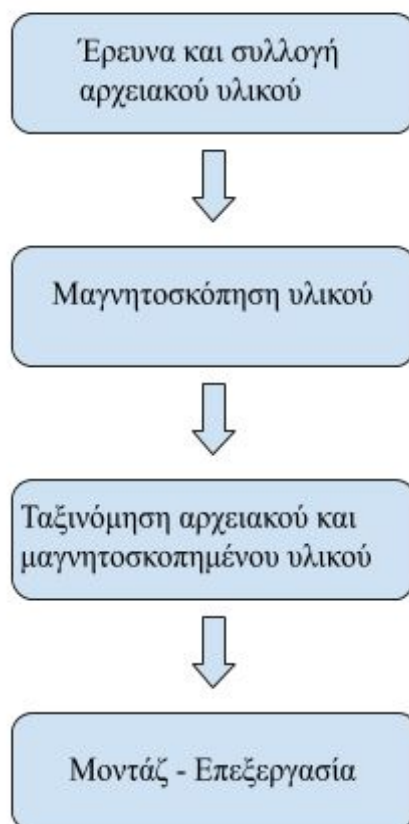 Έρευνα και συλλογή
αρχειακού υλικού
Μαγνητοσκόπηση υλικού
Ταξινόμηση αρχειακού και
μαγνητοσκοπημένου υλικού
Μοντάζ - Επεξεργασία